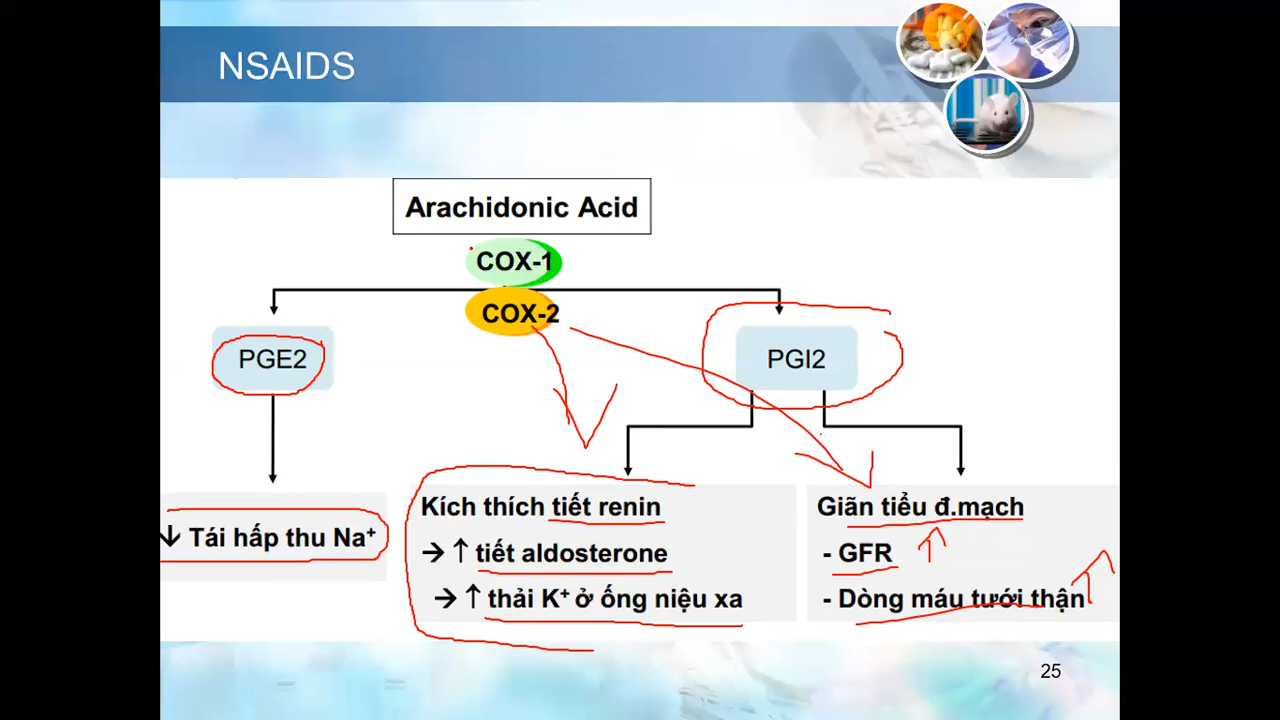 NSAIDS
Arachidonic Acid
COX-1
COX-2
PGE2
PGI2
↓ Tái hấp thu Na⁺
Kích thích tiết renin
→ ↑ tiết aldosterone
→ ↑ thải K⁺ ở ống niệu xa
Giãn tiểu đ.mạch
- GFR ↑
- Dòng máu tưới thận ↑
25